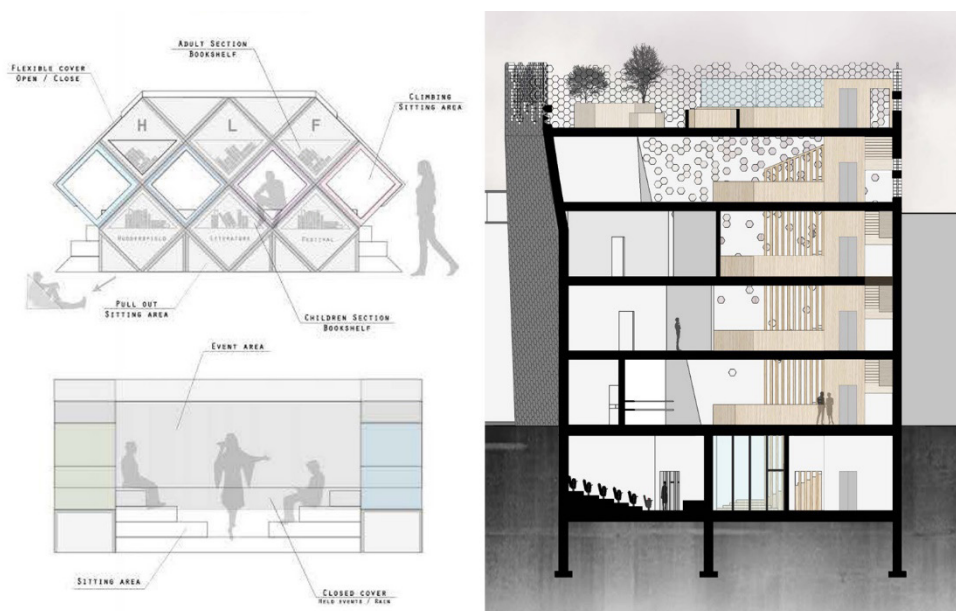 Adult Section
Bookshelf
Flexible cover
Open / Close
Climbing
Sitting area
H L F
Huddersfield Literature Festival
Pull out
Sitting area
Children Section
Bookshelf
Event area
Sitting area
Closed cover
Held events / Rain